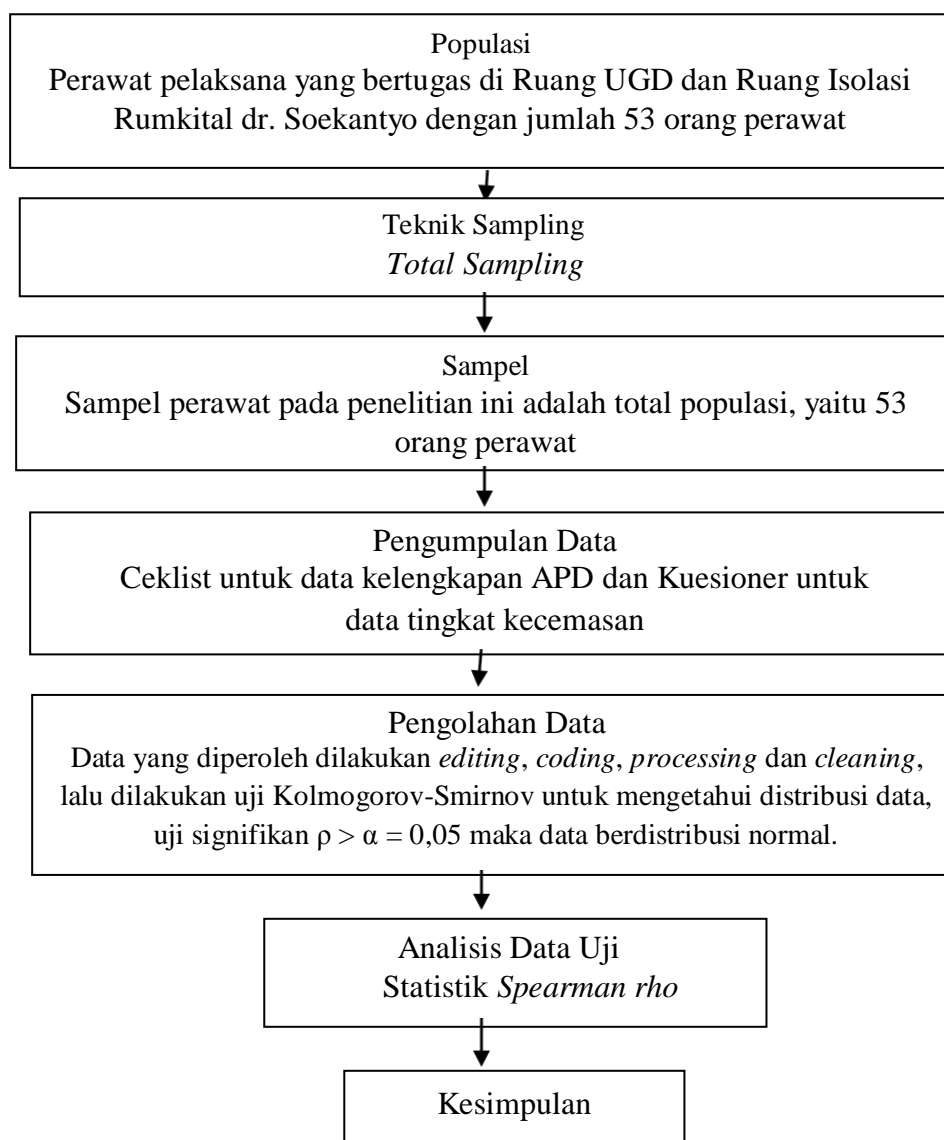 Populasi
Perawat pelaksana yang bertugas di Ruang UGD dan Ruang Isolasi
Rumkital dr. Soekantyo dengan jumlah 53 orang perawat
Teknik Sampling
Total Sampling
Sampel
Sampel perawat pada penelitian ini adalah total populasi, yaitu 53
orang perawat
Pengumpulan Data
Ceklist untuk data kelengkapan APD dan Kuesioner untuk
data tingkat kecemasan
Pengolahan Data
Data yang diperoleh dilakukan editing, coding, processing dan cleaning,
lalu dilakukan uji Kolmogorov-Smirnov untuk mengetahui distribusi data,
uji signifikan ρ > α = 0,05 maka data berdistribusi normal.
Analisis Data Uji
Statistik Spearman rho
Kesimpulan